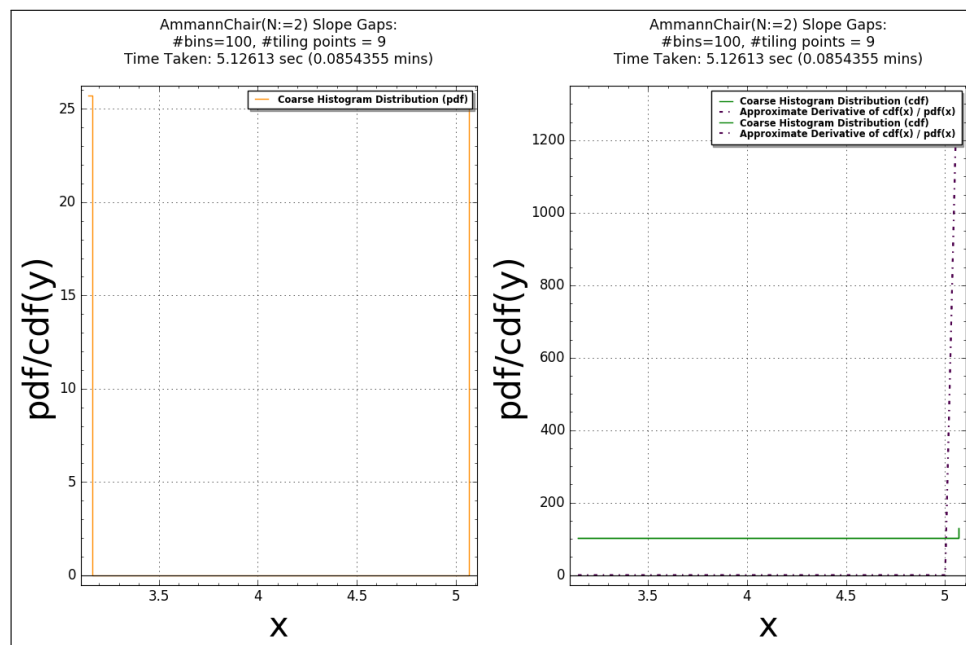 AmmannChair(N:=2) Slope Gaps:
#bins=100, #tiling points = 9
Time Taken: 5.12613 sec (0.0854355 mins)
Coarse Histogram Distribution (pdf)
25
20
15
10
5
0
3.5
4
4.5
5
x
pdf/cdf(y)
AmmannChair(N:=2) Slope Gaps:
#bins=100, #tiling points = 9
Time Taken: 5.12613 sec (0.0854355 mins)
Coarse Histogram Distribution (cdf)
Approximate Derivative of cdf(x) / pdf(x)
Coarse Histogram Distribution (cdf)
Approximate Derivative of cdf(x) / pdf(x)
1200
1000
800
600
400
200
0
3.5
4
4.5
5
x
pdf/cdf(y)